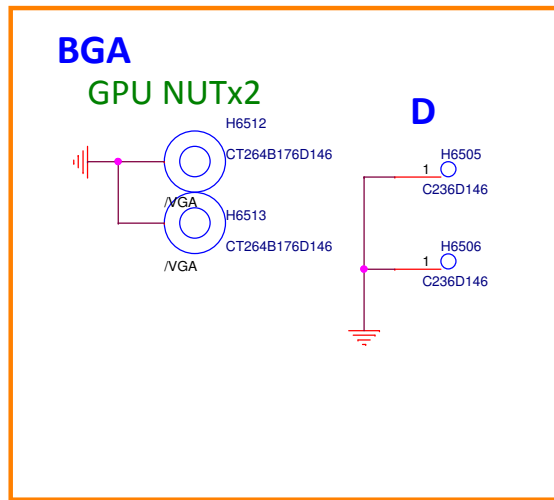 BGA
GPU NUTx2
H6512
CT264B176D146
/VGA
H6513
CT264B176D146
/VGA
D
H6505
1
C236D146
H6506
1
C236D146